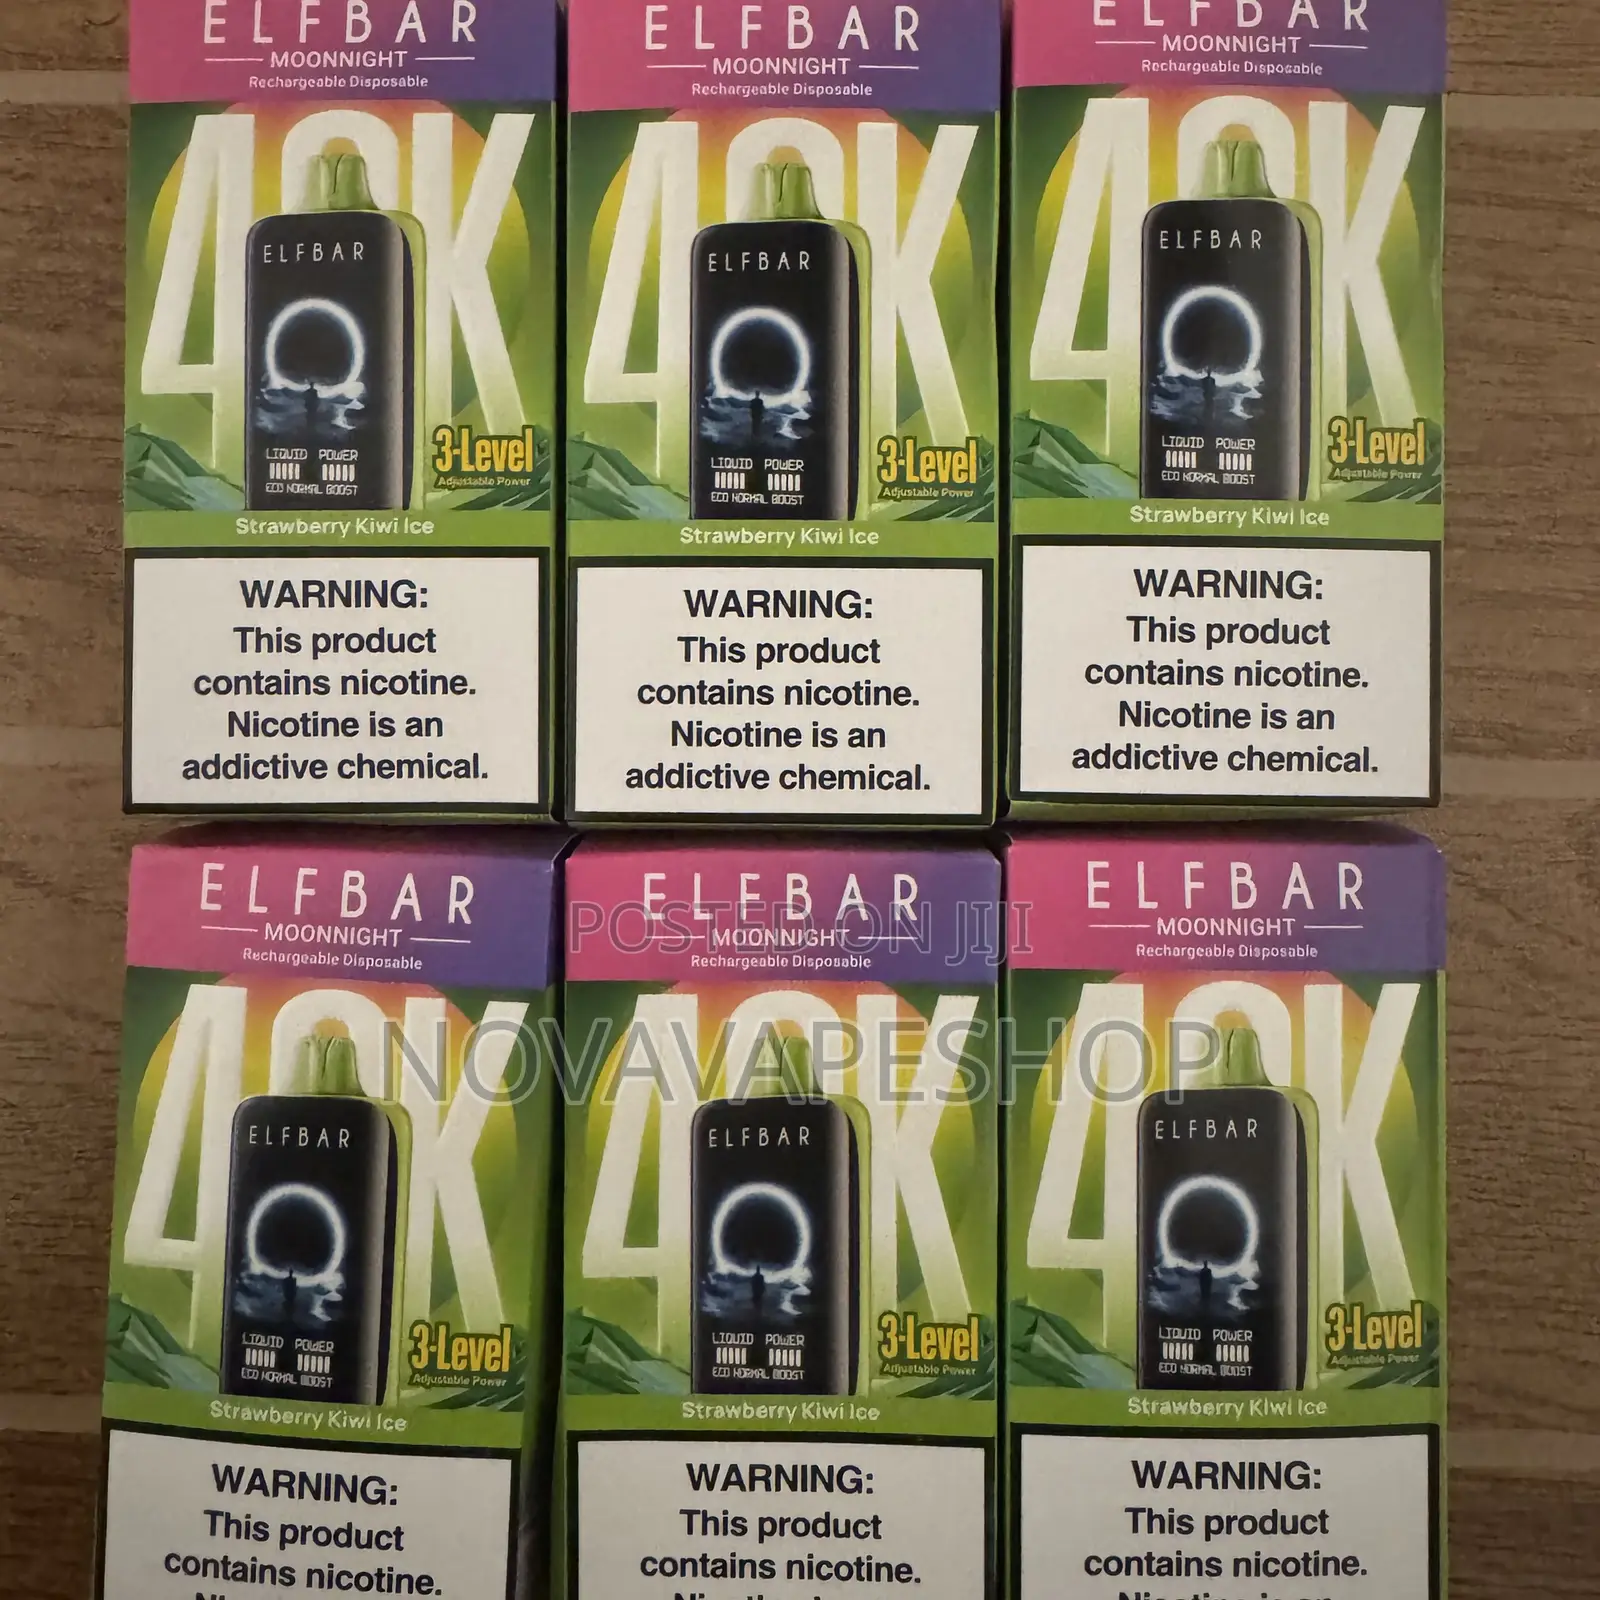 ELFBAR
MOONNIGHT
Rechargeable Disposable
40K
ELFBAR
LIQUID POWER
ECO NORMAL BOOST
3-Level
Adjustable Power
Strawberry Kiwi Ice
WARNING:
This product
contains nicotine.
Nicotine is an
addictive chemical.
ELFBAR
MOONNIGHT
Rechargeable Disposable
40K
ELFBAR
LIQUID POWER
ECO NORMAL BOOST
3-Level
Adjustable Power
Strawberry Kiwi Ice
WARNING:
This product
contains nicotine.
Nicotine is an
addictive chemical.
ELFBAR
MOONNIGHT
Rechargeable Disposable
40K
ELFBAR
LIQUID POWER
ECO NORMAL BOOST
3-Level
Adjustable Power
Strawberry Kiwi Ice
WARNING:
This product
contains nicotine.
Nicotine is an
addictive chemical.
ELFBAR
MOONNIGHT
Rechargeable Disposable
40K
ELFBAR
LIQUID POWER
ECO NORMAL BOOST
3-Level
Adjustable Power
Strawberry Kiwi Ice
WARNING:
This product
contains nicotine.
ELFBAR
MOONNIGHT
Rechargeable Disposable
40K
ELFBAR
LIQUID POWER
ECO NORMAL BOOST
3-Level
Adjustable Power
Strawberry Kiwi Ice
WARNING:
This product
contains nicotine.
ELFBAR
MOONNIGHT
Rechargeable Disposable
40K
ELFBAR
LIQUID POWER
ECO NORMAL BOOST
3-Level
Adjustable Power
Strawberry Kiwi Ice
WARNING:
This product
contains nicotine.
POSTED ON JIJI
NOVAVAPESHOP